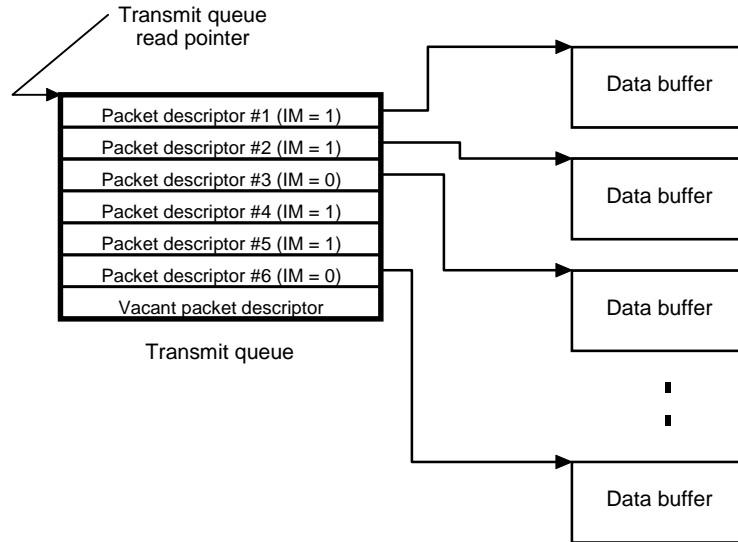 Transmit queue
read pointer
Packet descriptor #1 (IM = 1)
Packet descriptor #2 (IM = 1)
Packet descriptor #3 (IM = 0)
Packet descriptor #4 (IM = 1)
Packet descriptor #5 (IM = 1)
Packet descriptor #6 (IM = 0)
Vacant packet descriptor
Transmit queue
Data buffer
Data buffer
Data buffer
Data buffer